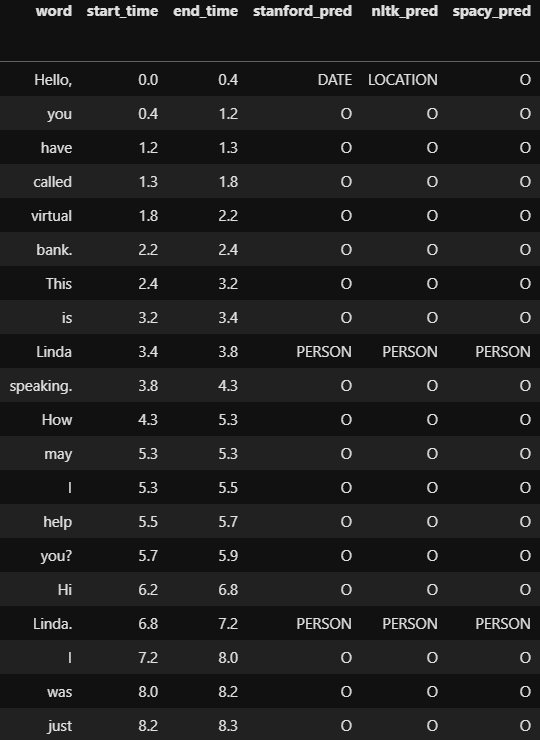 word start_time end_time stanford_pred nltk_pred spacy_pred
Hello, 0.0 0.4 DATE LOCATION O
you 0.4 1.2 O O O
have 1.2 1.3 O O O
called 1.3 1.8 O O O
virtual 1.8 2.2 O O O
bank. 2.2 2.4 O O O
This 2.4 3.2 O O O
is 3.2 3.4 O O O
Linda 3.4 3.8 PERSON PERSON PERSON
speaking. 3.8 4.3 O O O
How 4.3 5.3 O O O
may 5.3 5.3 O O O
I 5.3 5.5 O O O
help 5.5 5.7 O O O
you? 5.7 5.9 O O O
Hi 6.2 6.8 O O O
Linda. 6.8 7.2 PERSON PERSON PERSON
I 7.2 8.0 O O O
was 8.0 8.2 O O O
just 8.2 8.3 O O O